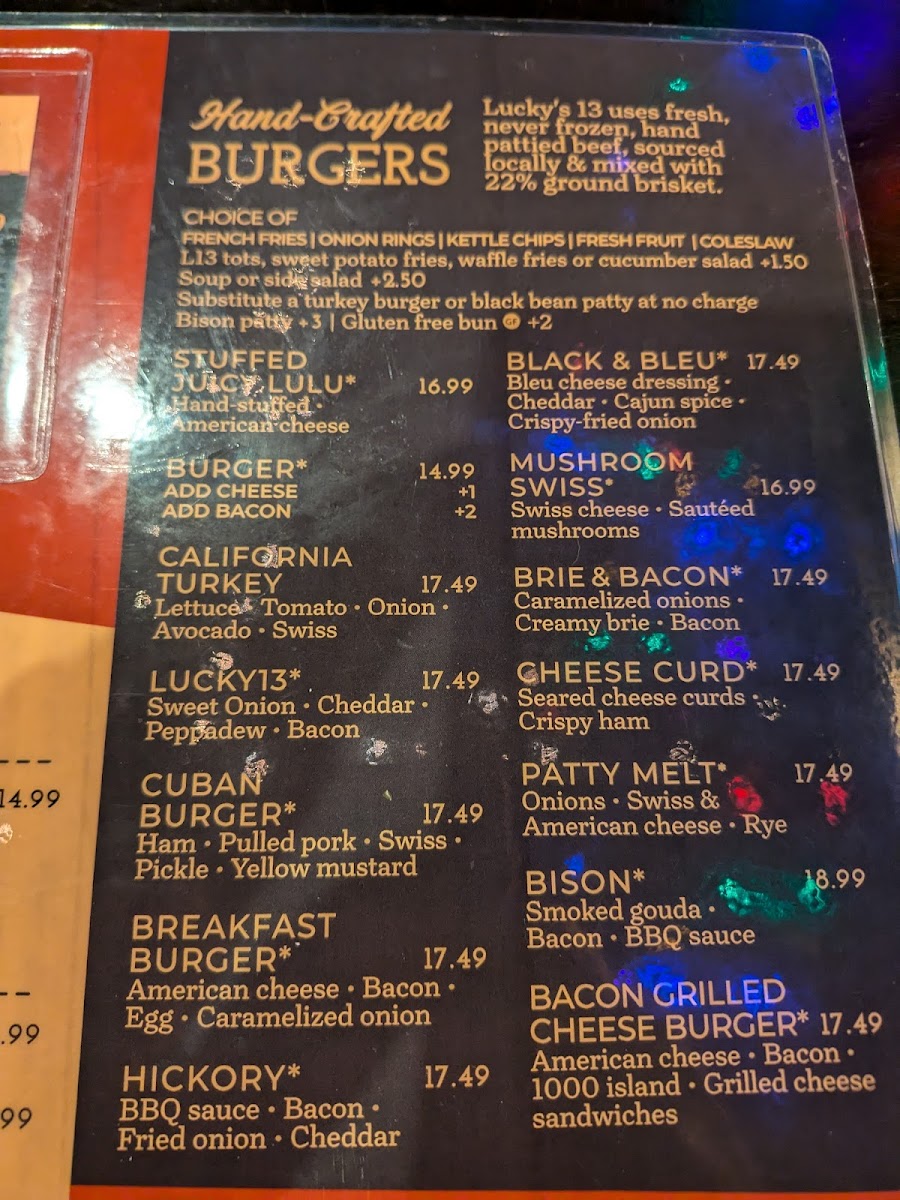 Hand-Crafted
BURGERS
Lucky's 13 uses fresh,
never frozen, hand
pattied beef, sourced
locally & mixed with
22% ground brisket.
CHOICE OF
FRENCH FRIES | ONION RINGS | KETTLE CHIPS | FRESH FRUIT | COLESLAW
L13 tots, sweet potato fries, waffle fries or cucumber salad +1.50
Soup or side salad +2.50
Substitute a turkey burger or black bean patty at no charge
Bison patty +3 | Gluten free bun GF +2
STUFFED
JUICY LULU* 16.99
Hand-stuffed •
American cheese
BURGER* 14.99
ADD CHEESE +1
ADD BACON +2
CALIFORNIA
TURKEY 17.49
Lettuce • Tomato • Onion •
Avocado • Swiss
LUCKY13* 17.49
Sweet Onion • Cheddar •
Peppadew • Bacon
CUBAN
BURGER* 17.49
Ham • Pulled pork • Swiss •
Pickle • Yellow mustard
BREAKFAST
BURGER* 17.49
American cheese • Bacon •
Egg • Caramelized onion
HICKORY* 17.49
BBQ sauce • Bacon •
Fried onion • Cheddar
BLACK & BLEU* 17.49
Bleu cheese dressing •
Cheddar • Cajun spice •
Crispy-fried onion
MUSHROOM
SWISS* 16.99
Swiss cheese • Sautéed
mushrooms
BRIE & BACON* 17.49
Caramelized onions •
Creamy brie • Bacon
CHEESE CURD* 17.49
Seared cheese curds •
Crispy ham
PATTY MELT* 17.49
Onions • Swiss &
American cheese • Rye
BISON* 18.99
Smoked gouda •
Bacon • BBQ sauce
BACON GRILLED
CHEESE BURGER* 17.49
American cheese • Bacon •
1000 island • Grilled cheese
sandwiches
14.99
.99
99